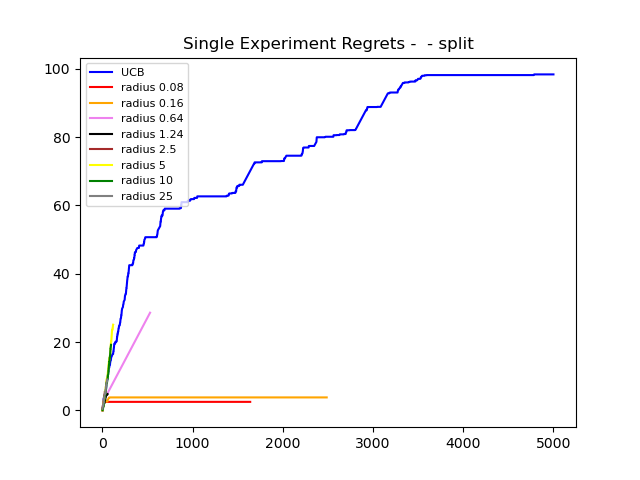 Single Experiment Regrets -  - split
100
80
60
40
20
0
UCB
radius 0.08
radius 0.16
radius 0.64
radius 1.24
radius 2.5
radius 5
radius 10
radius 25
0 1000 2000 3000 4000 5000